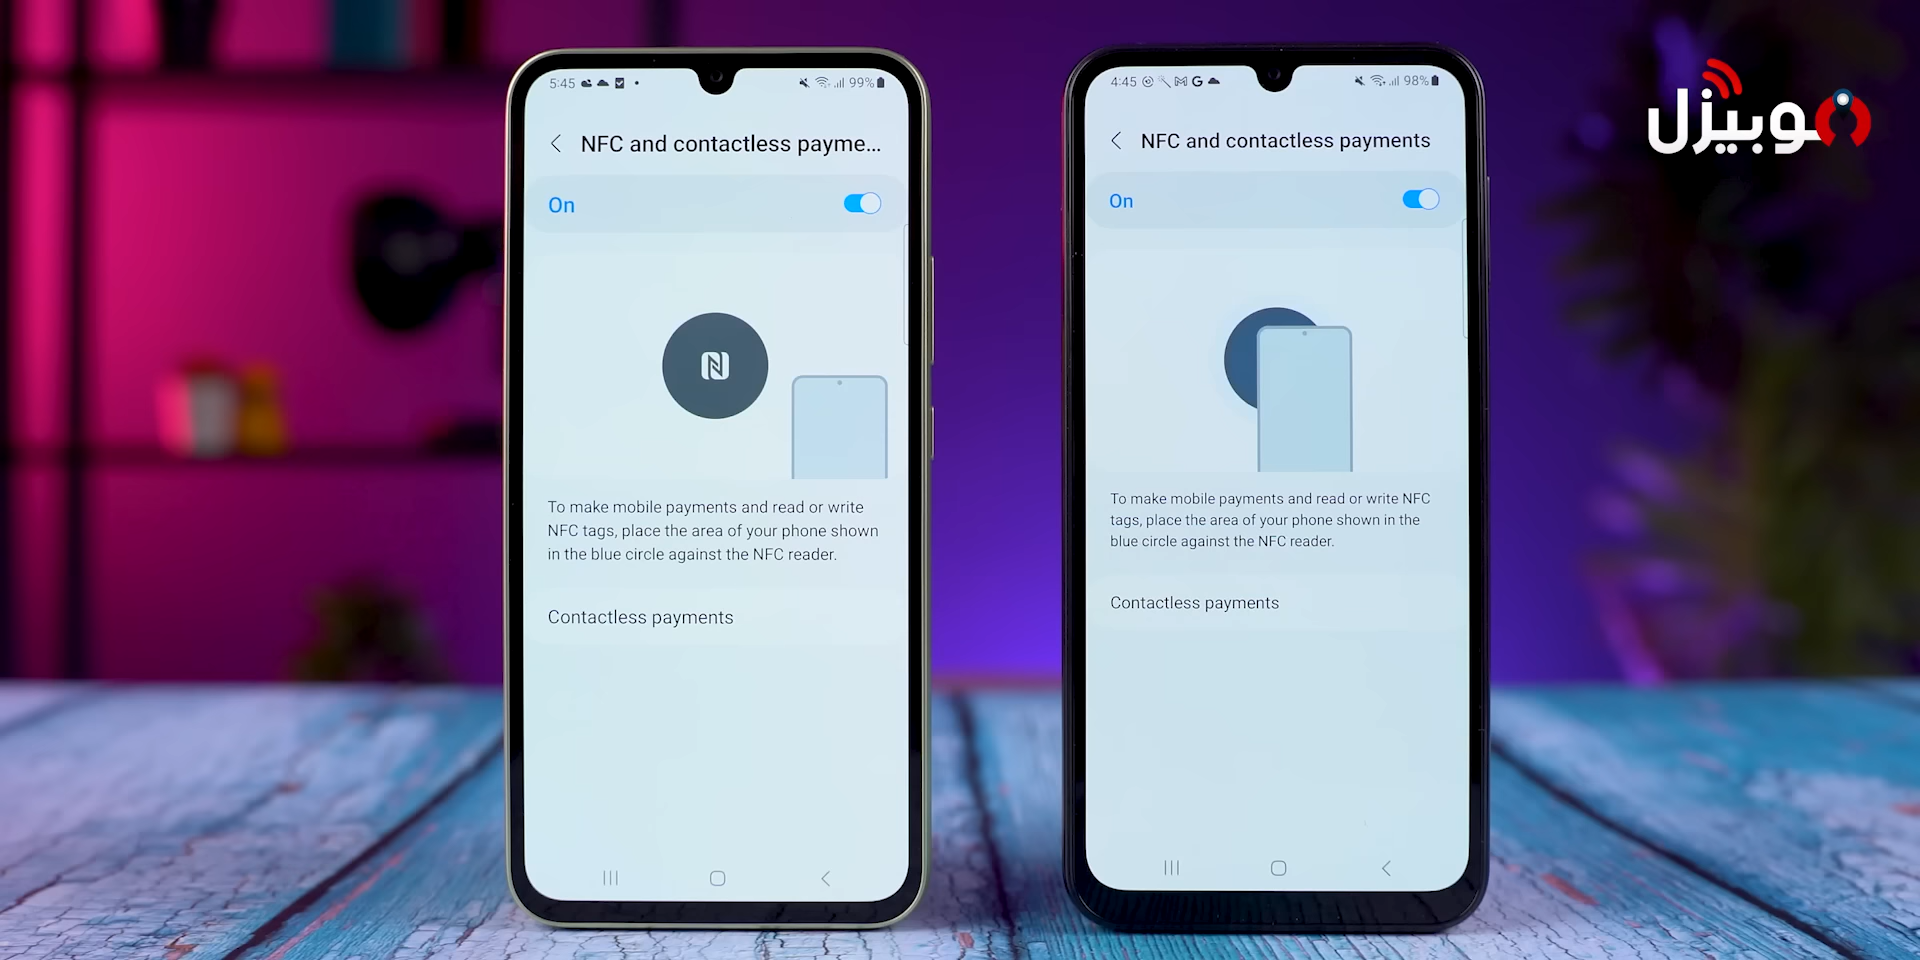 5:45
99%
NFC and contactless payme...
On
To make mobile payments and read or write
NFC tags, place the area of your phone shown
in the blue circle against the NFC reader.
Contactless payments
4:45
98%
NFC and contactless payments
On
To make mobile payments and read or write NFC
tags, place the area of your phone shown in the
blue circle against the NFC reader.
Contactless payments
موبيزل